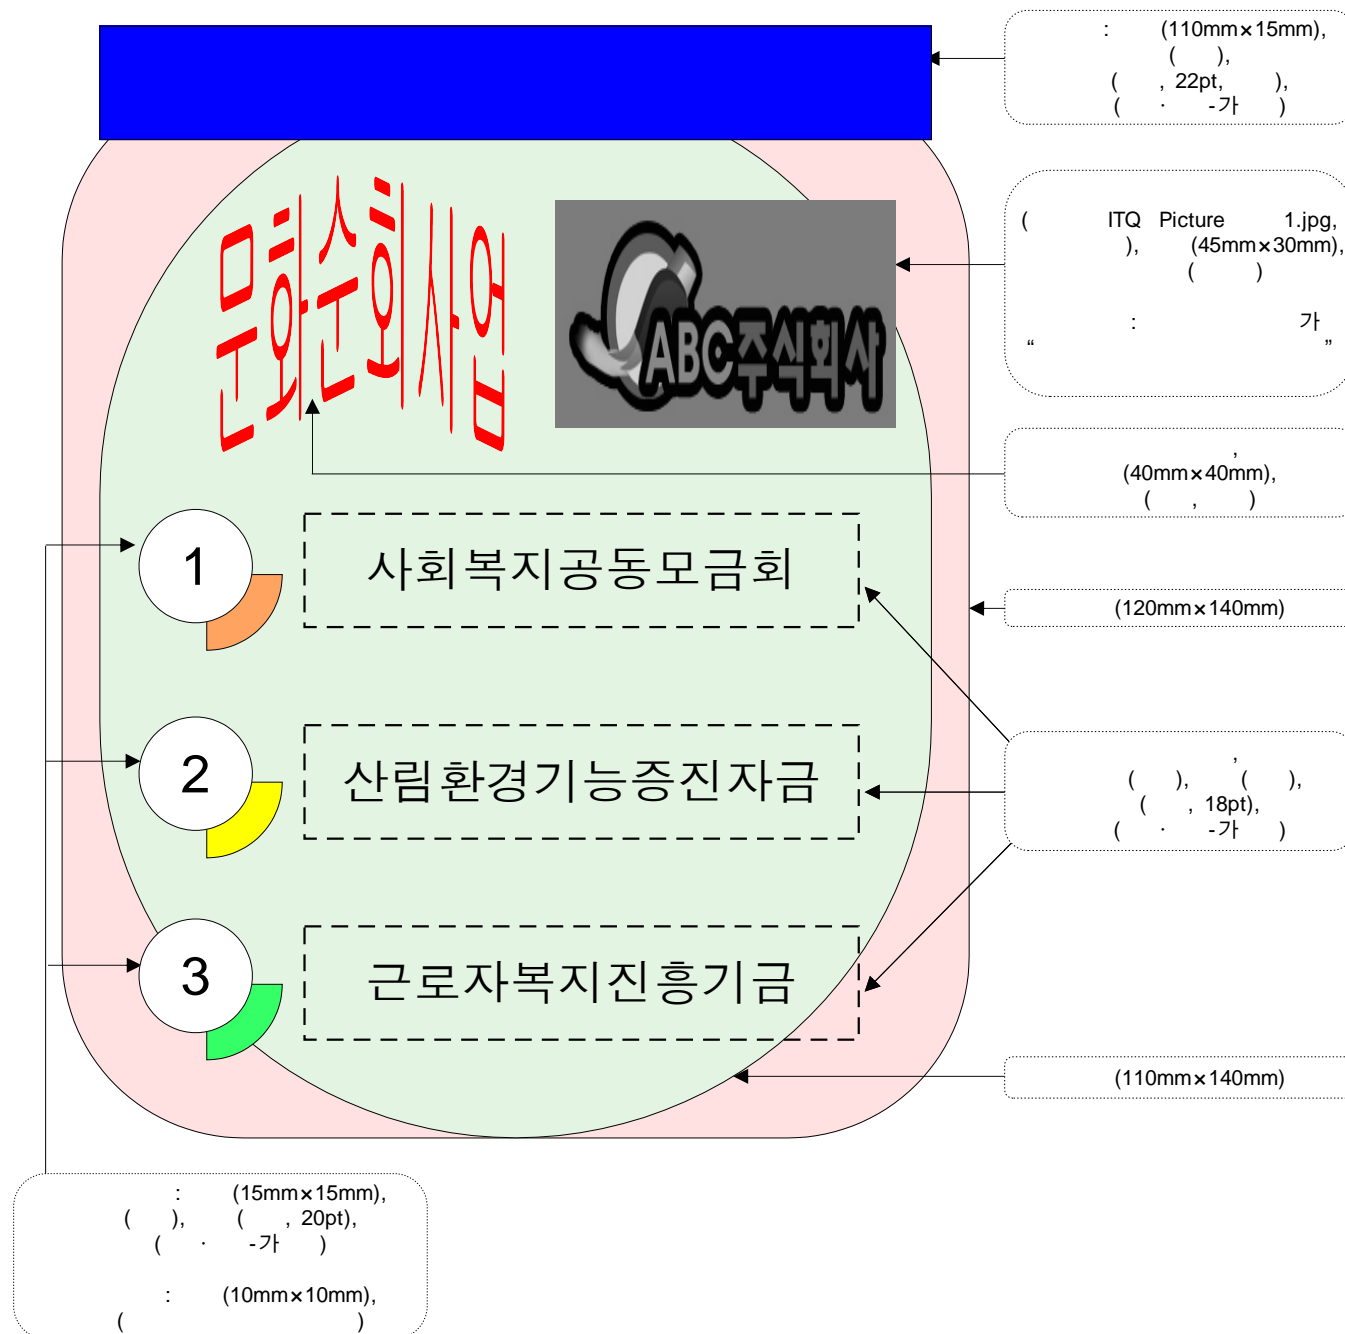 : (110mm×15mm),
( ),
( , 22pt, ),
( · -가 )
문화순회사업
ABC주식회사
( ITQ Picture 1.jpg,
), (45mm×30mm),
( )
: 가
“ ”
,
(40mm×40mm),
( , )
1
사회복지공동모금회
(120mm×140mm)
2
산림환경기능증진자금
,
( ), ( ),
( , 18pt),
( · -가 )
3
근로자복지진흥기금
(110mm×140mm)
: (15mm×15mm),
( ), ( , 20pt),
( · -가 )
: (10mm×10mm),
( )